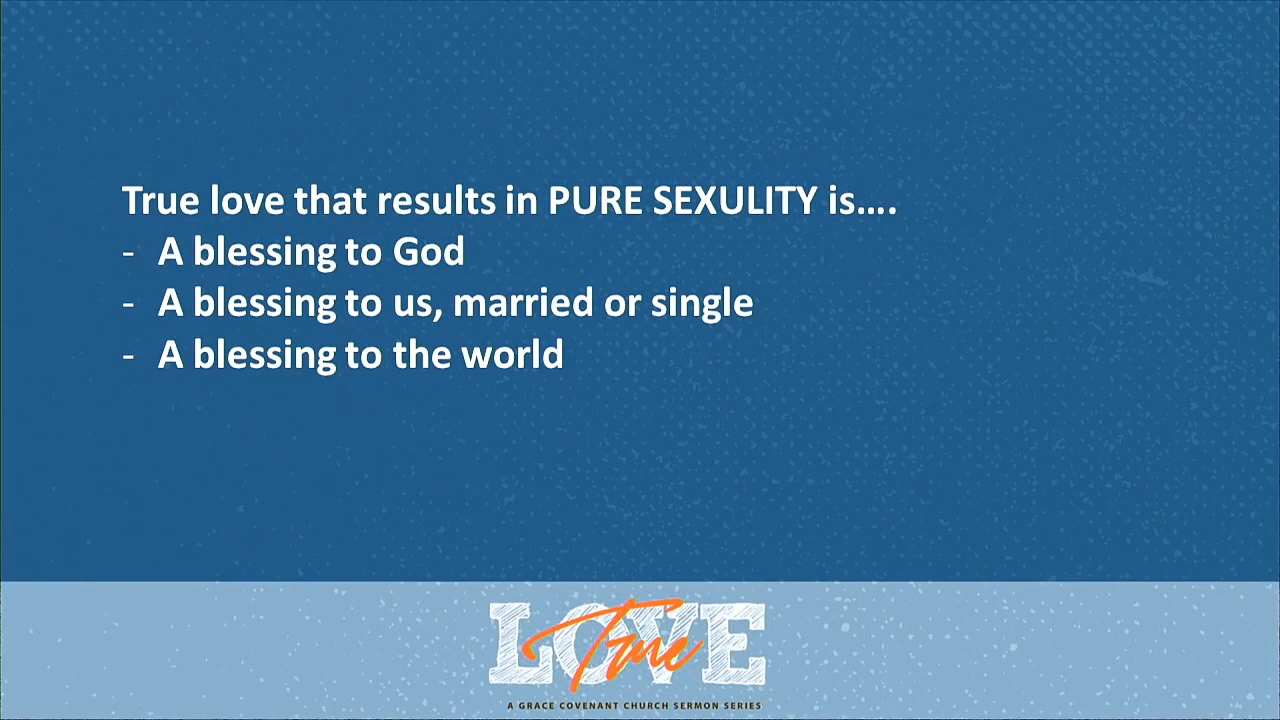 True love that results in PURE SEXULITY is....
- A blessing to God
- A blessing to us, married or single
- A blessing to the world
LOVE
True
A GRACE COVENANT CHURCH SERMON SERIES